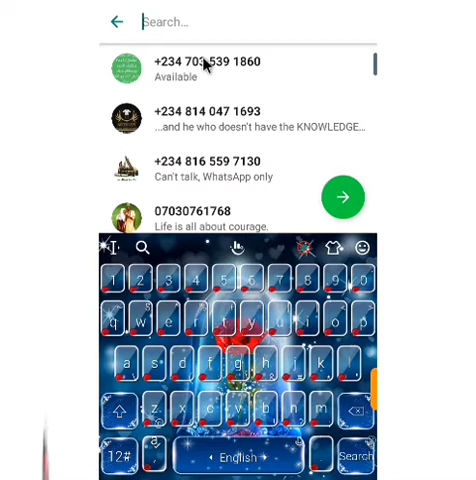 Search...
+234 703 539 1860
Available
+234 814 047 1693
...and he who doesn't have the KNOWLEDGE...
+234 816 559 7130
Can't talk, WhatsApp only
07030761768
Life is all about courage.
1 2 3 4 5 6 7 8 9 0
q w e r t y u i o p
a s d f g h j k l
z x c v b n m
12# English Search